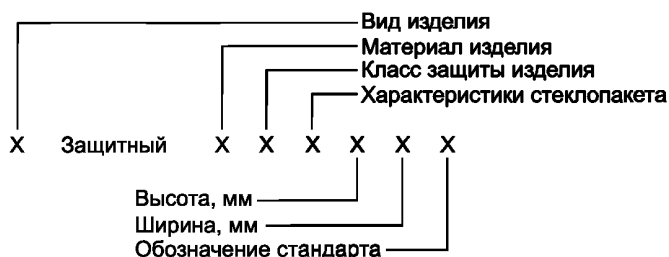 Вид изделия
Материал изделия
Класс защиты изделия
Характеристики стеклопакета
Х Защитный Х Х Х Х Х Х
Высота, мм
Ширина, мм
Обозначение стандарта